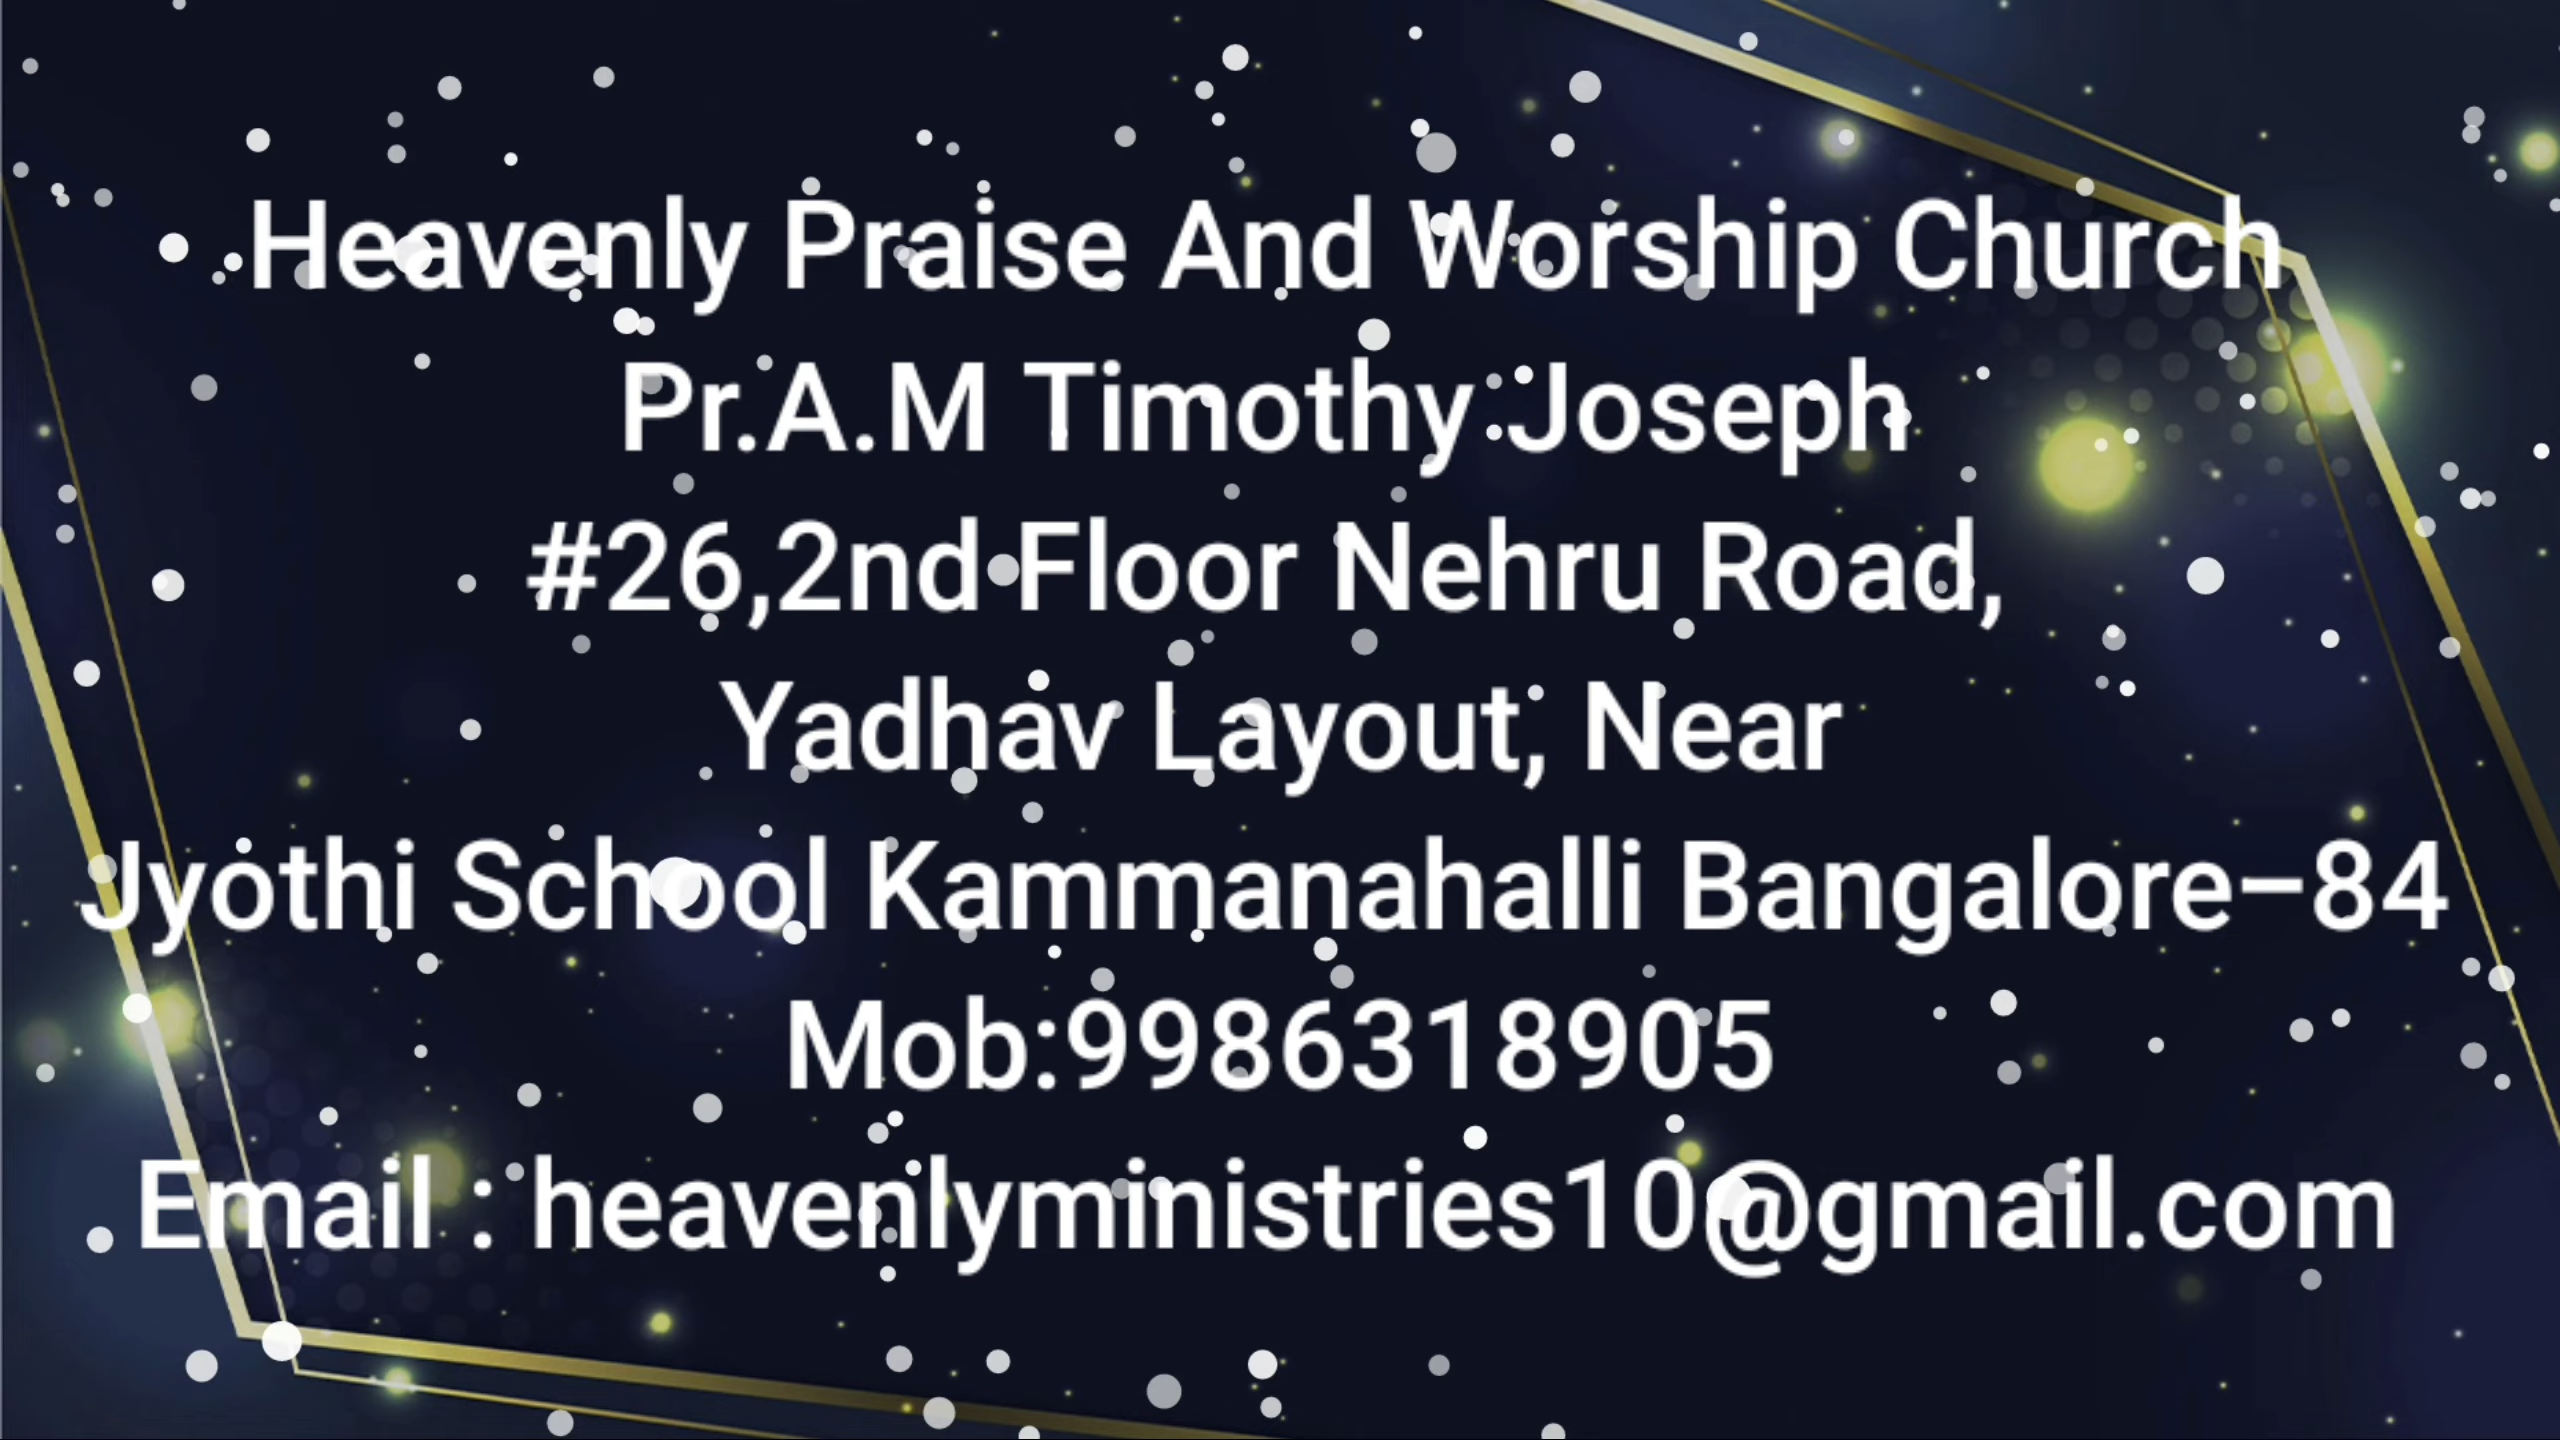 Heavenly Praise And Worship Church
Pr.A.M Timothy Joseph
#26,2nd Floor Nehru Road,
Yadhav Layout, Near
Jyothi School Kammanahalli Bangalore–84
Mob:9986318905
Email : heavenlyministries10@gmail.com